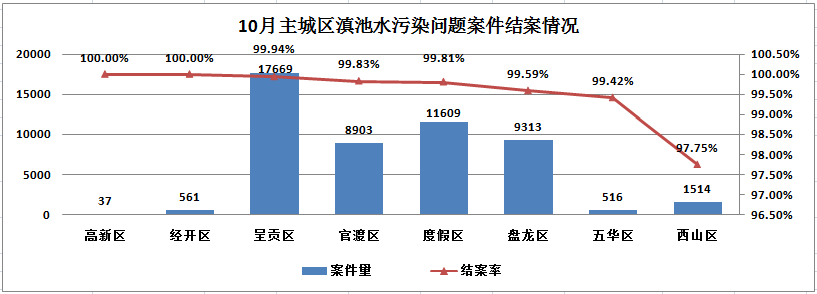 10月主城区滇池水污染问题案件结案情况
20000
15000
10000
5000
0
100.50%
100.00%
99.50%
99.00%
98.50%
98.00%
97.50%
97.00%
96.50%
100.00% 100.00% 99.94% 99.83% 99.81% 99.59% 99.42% 97.75%
37 561 17669 8903 11609 9313 516 1514
高新区 经开区 呈贡区 官渡区 度假区 盘龙区 五华区 西山区
案件量 结案率